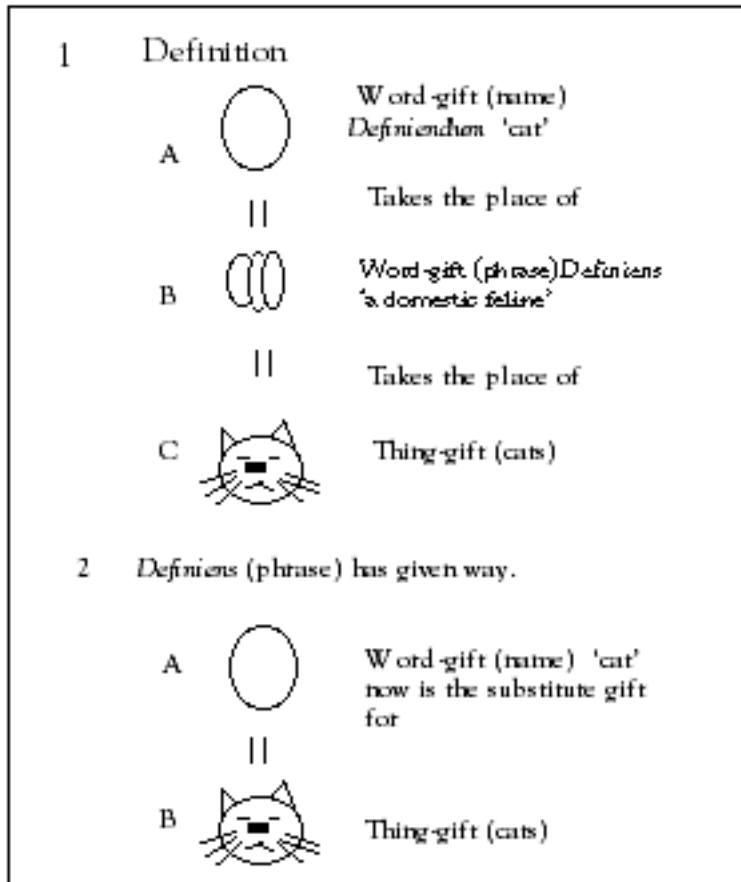 1 Definition
Word-gift (name)
Definiendum 'cat'
A
Takes the place of
Word-gift (phrase)Definiens
B
'a domestic feline'
Takes the place of
C Thing-gift (cats)
2 Definiens (phrase) has given way.
A Word-gift (name) 'cat'
now is the substitute gift
for
B Thing-gift (cats)